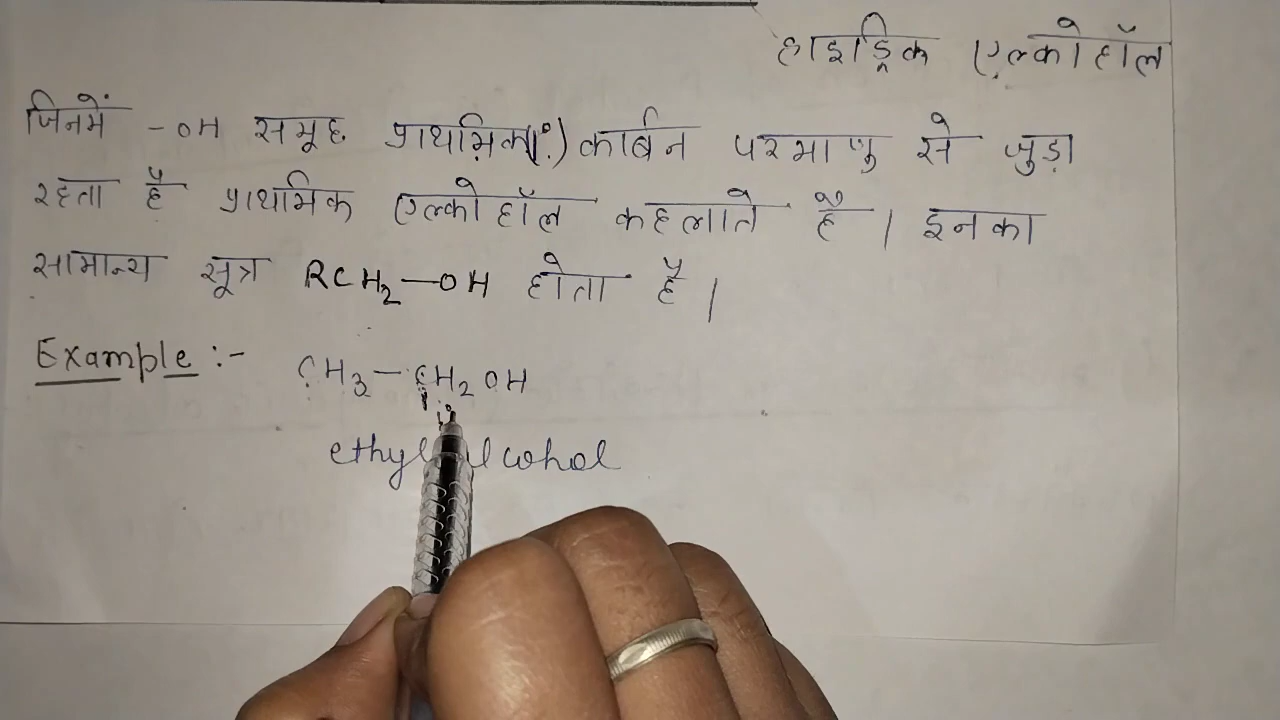 हाइड्रिक एल्कोहॉल
जिनमें -OH समूह प्राथमिक(1°) कार्बन परमाणु से जुड़ा
रहता है प्राथमिक एल्कोहॉल कहलाते हैं। इनका
सामान्य सूत्र RCH₂—OH होता है।
Example :- CH₃-CH₂OH
1°
ethyl alcohol